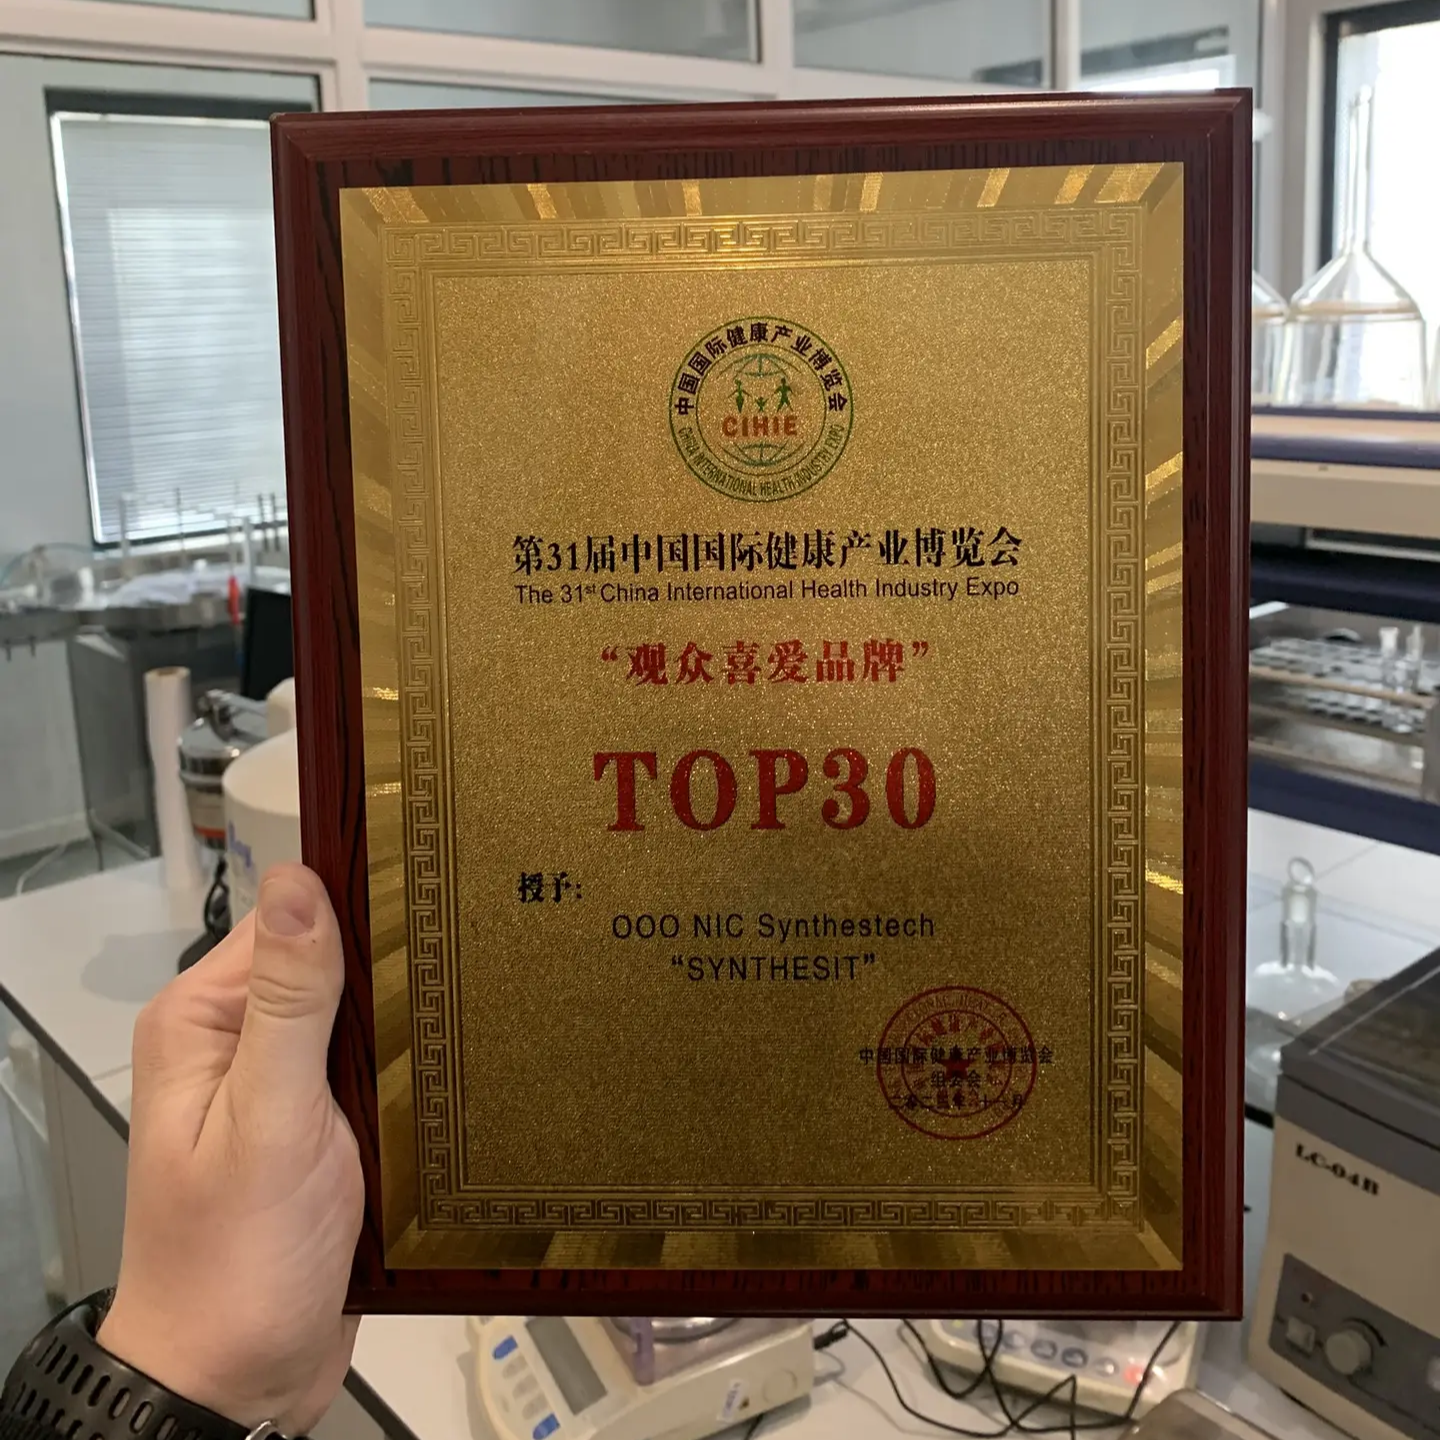 中国国际健康产业博览会
CIHIE
CHINA INTERNATIONAL HEALTH INDUSTRY EXPO
第31届中国国际健康产业博览会
The 31st China International Health Industry Expo
“观众喜爱品牌”
TOP30
授予:
OOO NIC Synthestech
“SYNTHESIT”
中国国际健康产业博览会
组委会
LC-04B